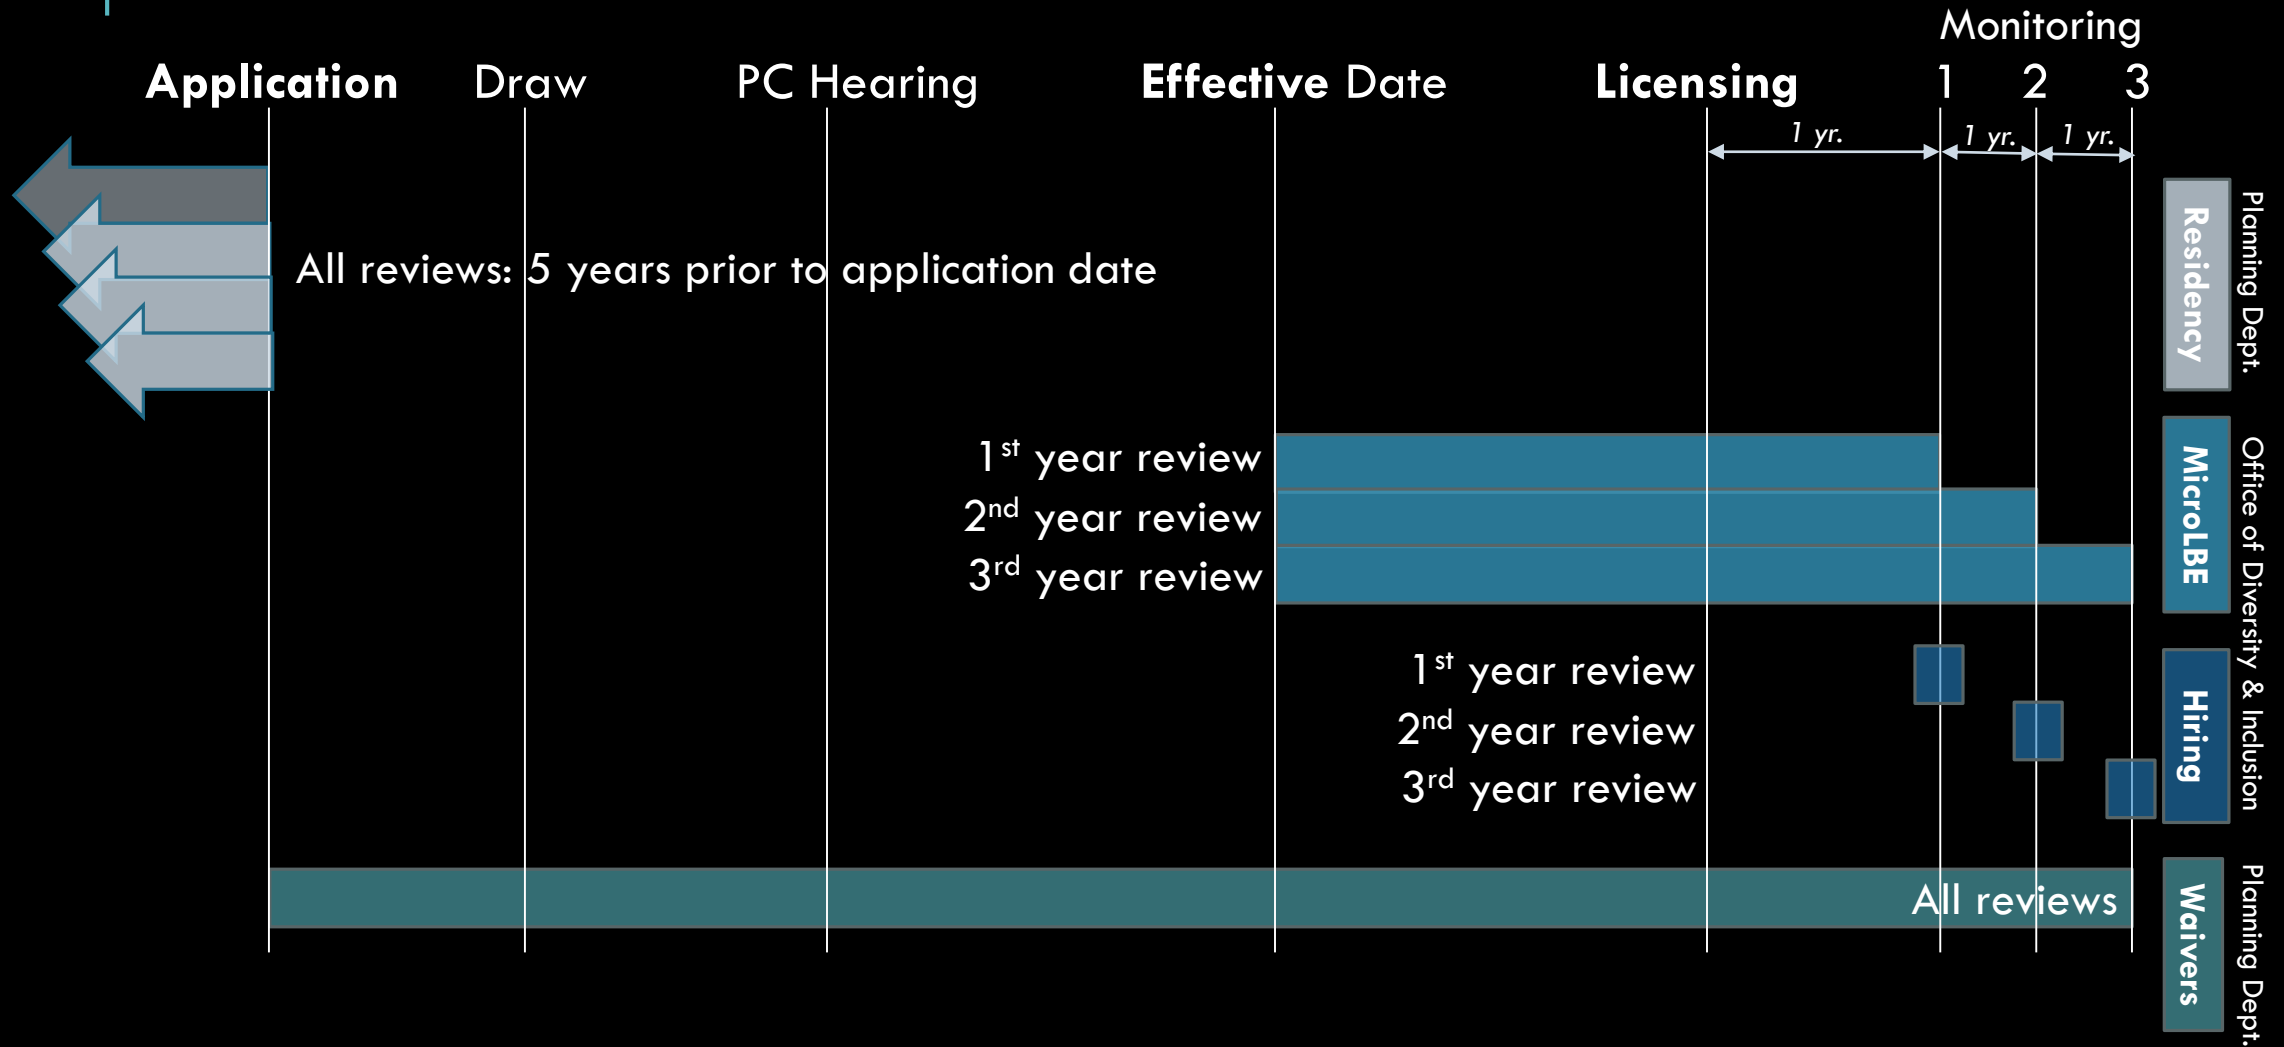 Monitoring
Application Draw PC Hearing Effective Date Licensing 1 2 3
1 yr. 1 yr. 1 yr.
All reviews: 5 years prior to application date
Residency
Planning Dept.
1st year review
2nd year review
3rd year review
MicroLBE
Office of Diversity & Inclusion
1st year review
2nd year review
3rd year review
Hiring
All reviews
Waivers
Planning Dept.